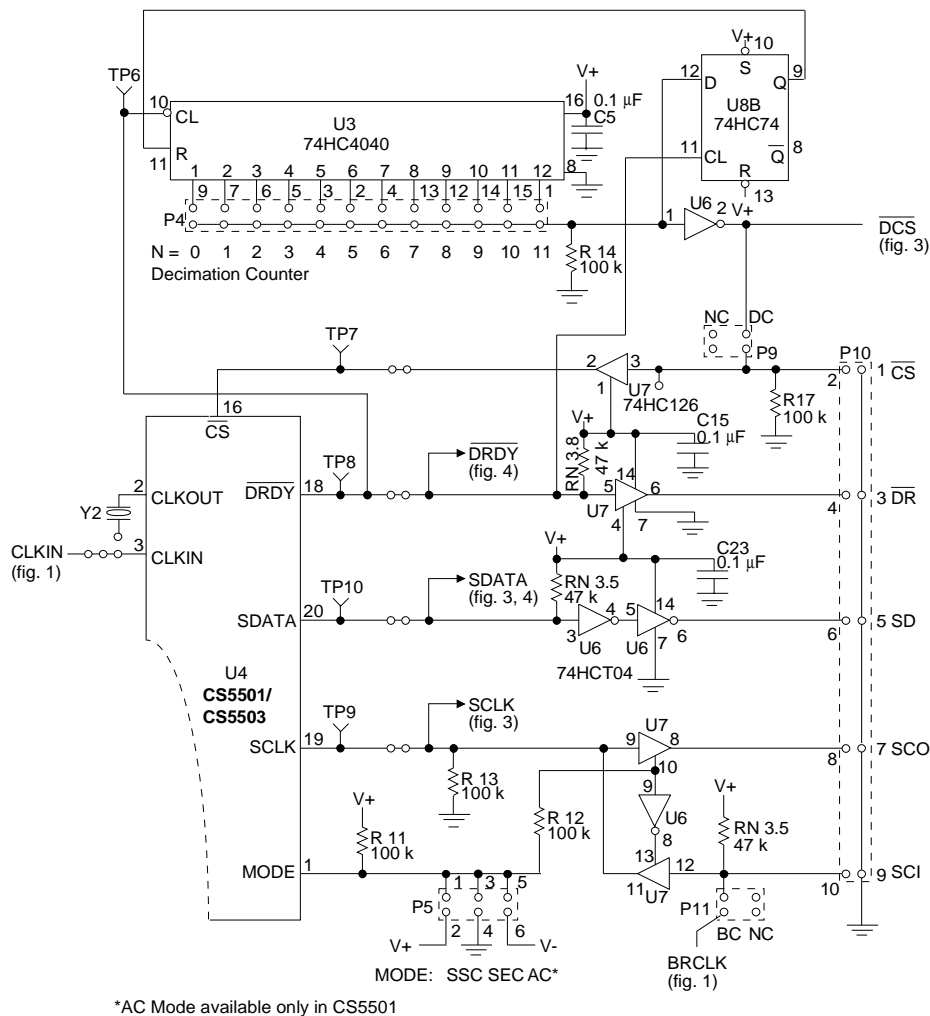 V+ 10
TP6
12 D S Q 9
V+
U8B
74HC74
10 CL
U3
74HC4040
16 0.1 µF
C5
11 R
8
11 CL Q 8
R
13
V+
1 2 3 4 5 6 7 8 9 10 11 12
9 7 6 5 3 2 4 13 12 14 15 1
P4
1 U6 2
DCS
(fig. 3)
N = 0 1 2 3 4 5 6 7 8 9 10 11
Decimation Counter
R 14
100 k
NC DC
P9
TP7
2 3
1
U7
74HC126
P10
1 CS
2
R17
100 k
16
CS
V+
C15
0.1 µF
RN 3.8
47 k
DRDY
(fig. 4)
TP8
2 CLKOUT
DRDY 18
5 14 6
U7
4 7
3 DR
4
Y2
3 CLKIN
CLKIN
(fig. 1)
V+
C23
0.1 µF
SDATA
(fig. 3, 4)
TP10
RN 3.5
47 k
SDATA 20
3 4 5 14 6
U6 U6 7
74HCT04
5 SD
6
U4
CS5501/
CS5503
SCLK
(fig. 3)
TP9
SCLK 19
U7
9 8
10
7 SCO
8
R 13
100 k
9
U6
8
R 12
100 k
V+
RN 3.5
47 k
V+
R 11
100 k
MODE 1
13
11 12
U7
9 SCI
10
1 3 5
P5
2 4 6
V+ V-
P11
BC NC
BRCLK
(fig. 1)
MODE: SSC SEC AC*
*AC Mode available only in CS5501